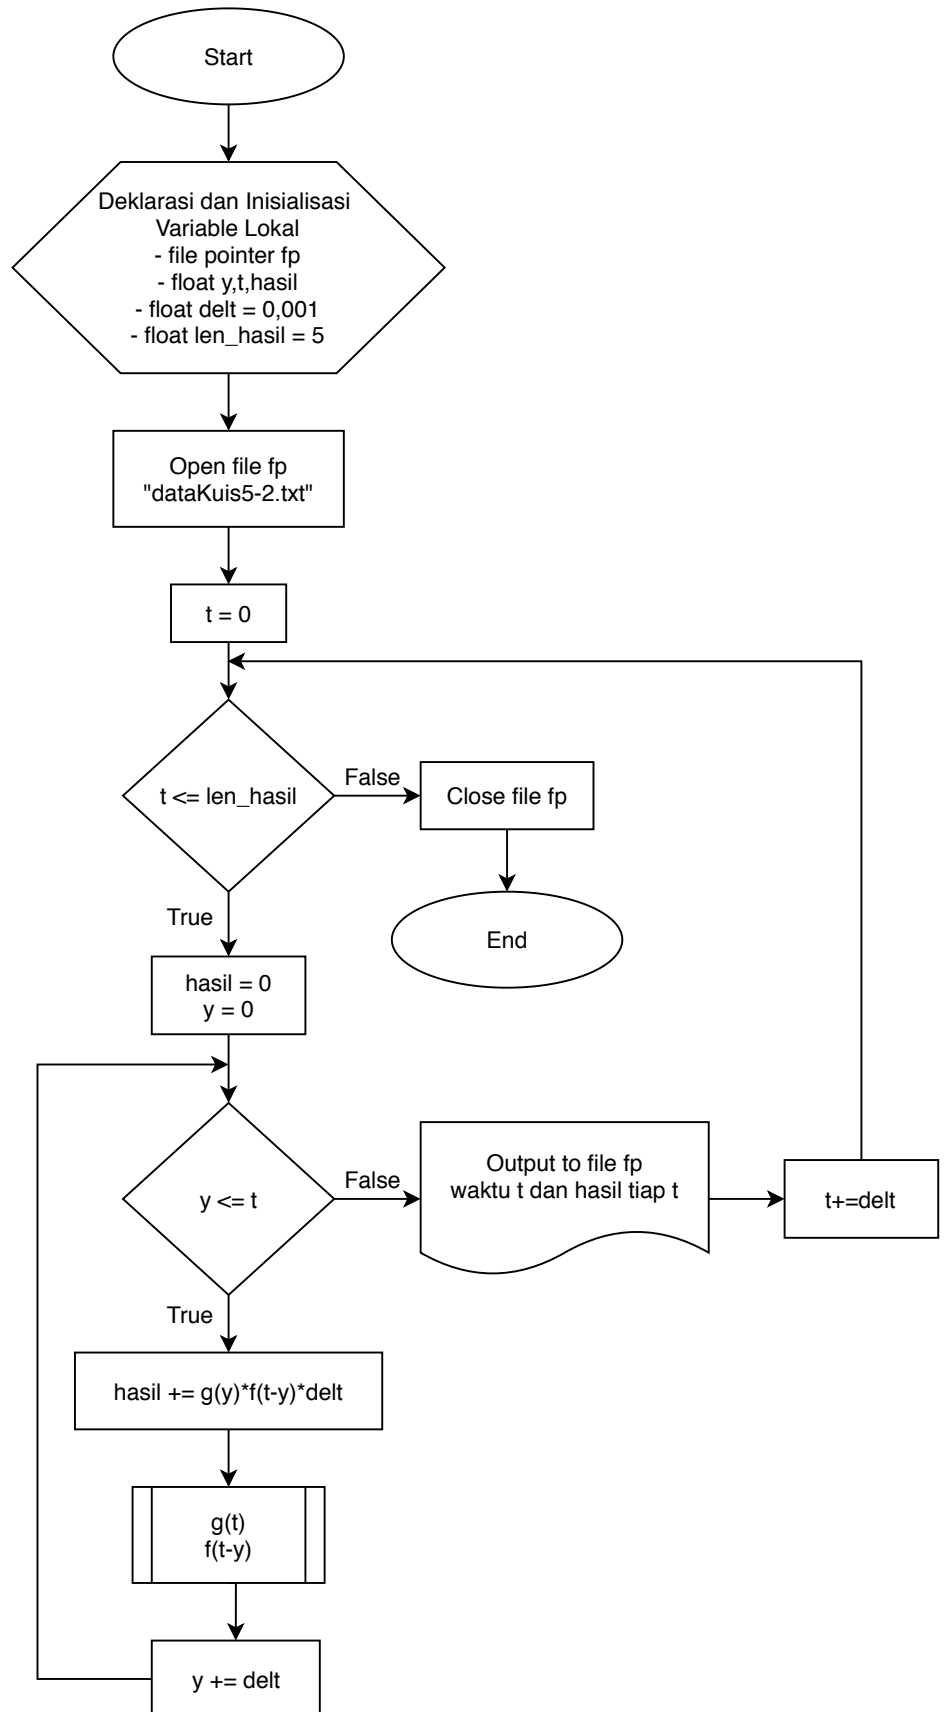 Start
Deklarasi dan Inisialisasi
Variable Lokal
- file pointer fp
- float y,t,hasil
- float delt = 0,001
- float len_hasil = 5
Open file fp
"dataKuis5-2.txt"
t = 0
t <= len_hasil
False
Close file fp
End
True
hasil = 0
y = 0
y <= t
False
Output to file fp
waktu t dan hasil tiap t
t+=delt
True
hasil += g(y)*f(t-y)*delt
g(t)
f(t-y)
y += delt